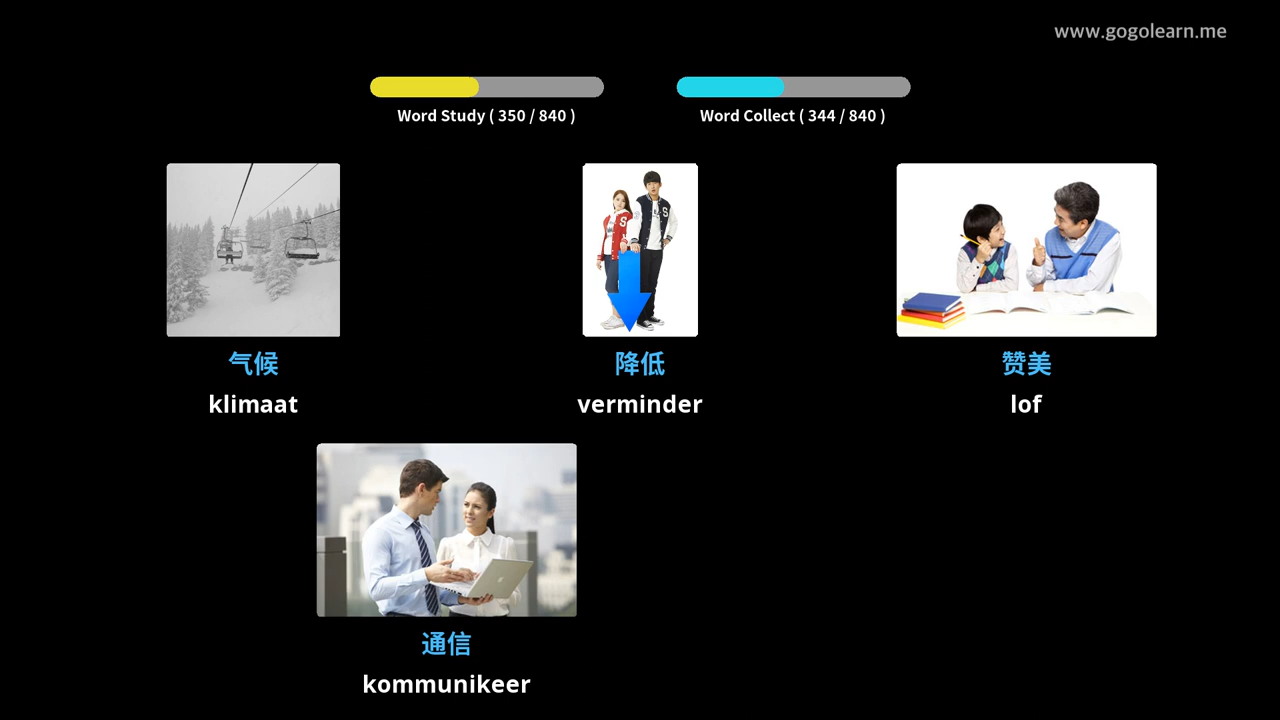 www.gogolearn.me
Word Study ( 350 / 840 )
Word Collect ( 344 / 840 )
气候
降低
赞美
klimaat
verminder
lof
通信
kommunikeer